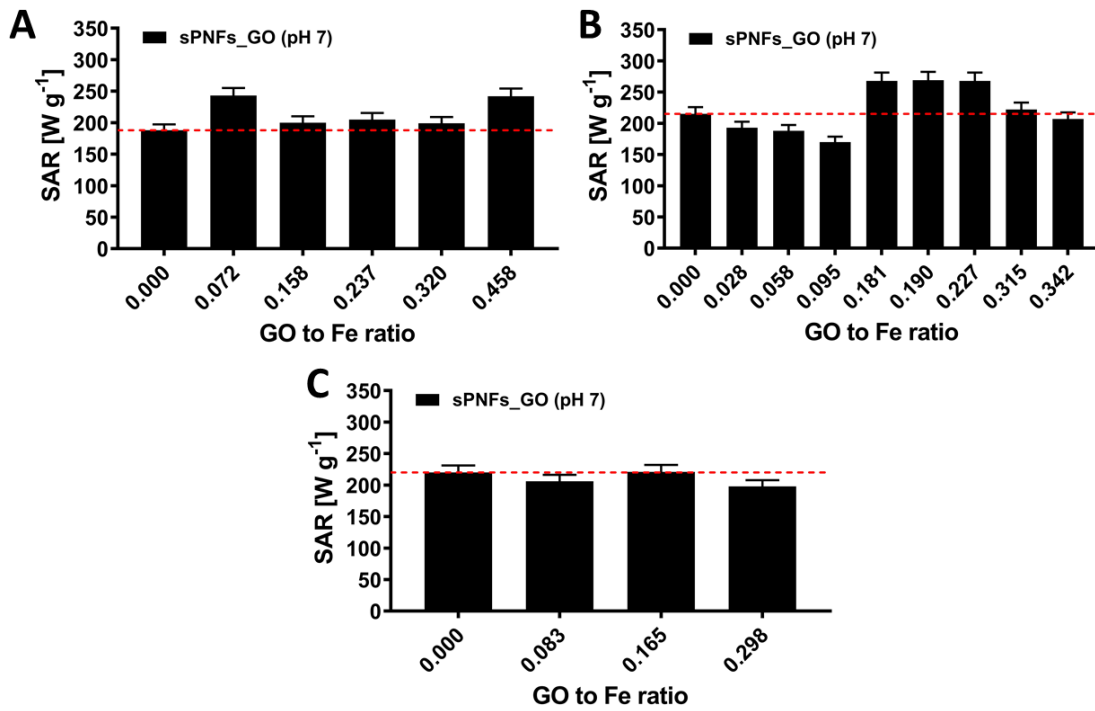 A
sPNFs_GO (pH 7)
SAR [W g⁻¹]
350
300
250
200
150
100
50
0
0.000 0.072 0.158 0.237 0.320 0.458
GO to Fe ratio
B
sPNFs_GO (pH 7)
SAR [W g⁻¹]
350
300
250
200
150
100
50
0
0.000 0.028 0.058 0.095 0.181 0.190 0.227 0.315 0.342
GO to Fe ratio
C
sPNFs_GO (pH 7)
SAR [W g⁻¹]
350
300
250
200
150
100
50
0
0.000 0.083 0.165 0.298
GO to Fe ratio